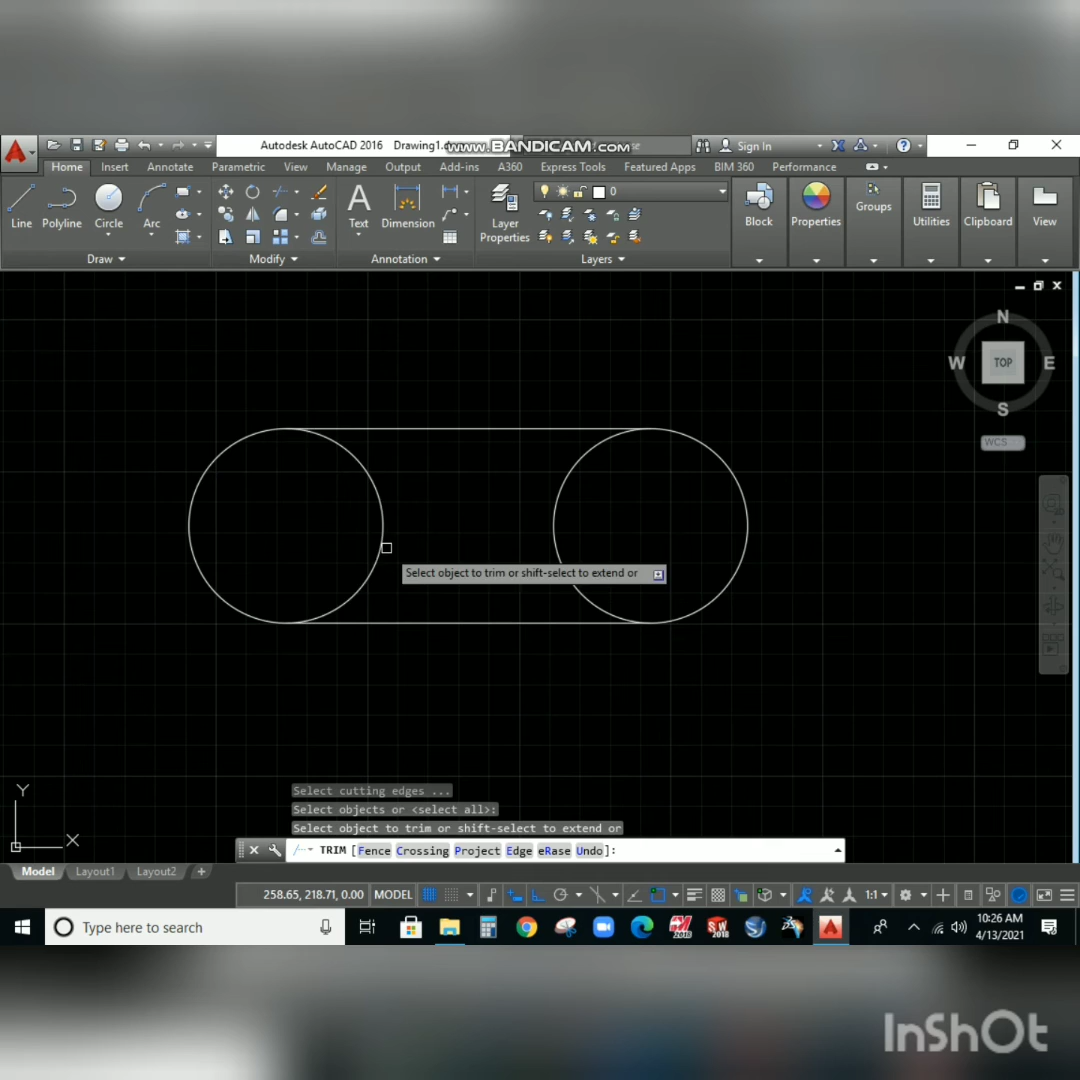 Autodesk AutoCAD 2016 Drawing1.d
www.BANDICAM.com
Sign In
Home Insert Annotate Parametric View Manage Output Add-ins A360 Express Tools Featured Apps BIM 360 Performance
0
Line Polyline Circle Arc
Text Dimension
Layer
Properties
Block Properties Groups Utilities Clipboard View
Draw Modify Annotation Layers
N
W TOP E
S
WCS
Select object to trim or shift-select to extend or
Y
X
Select cutting edges ...
Select objects or <select all>:
Select object to trim or shift-select to extend or
TRIM [Fence Crossing Project Edge eRase Undo]:
Model Layout1 Layout2 +
258.65, 218.71, 0.00 MODEL 1:1
Type here to search
2018 SW 2018
10:26 AM
4/13/2021
InShOt